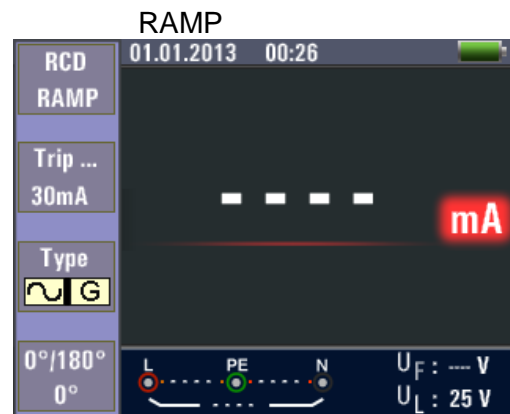 RAMP
01.01.2013 00:26
RCD
RAMP
Trip ...
30mA
- - - -
mA
Type
G
0°/180°
0°
L PE N
UF : --- V
UL : 25 V